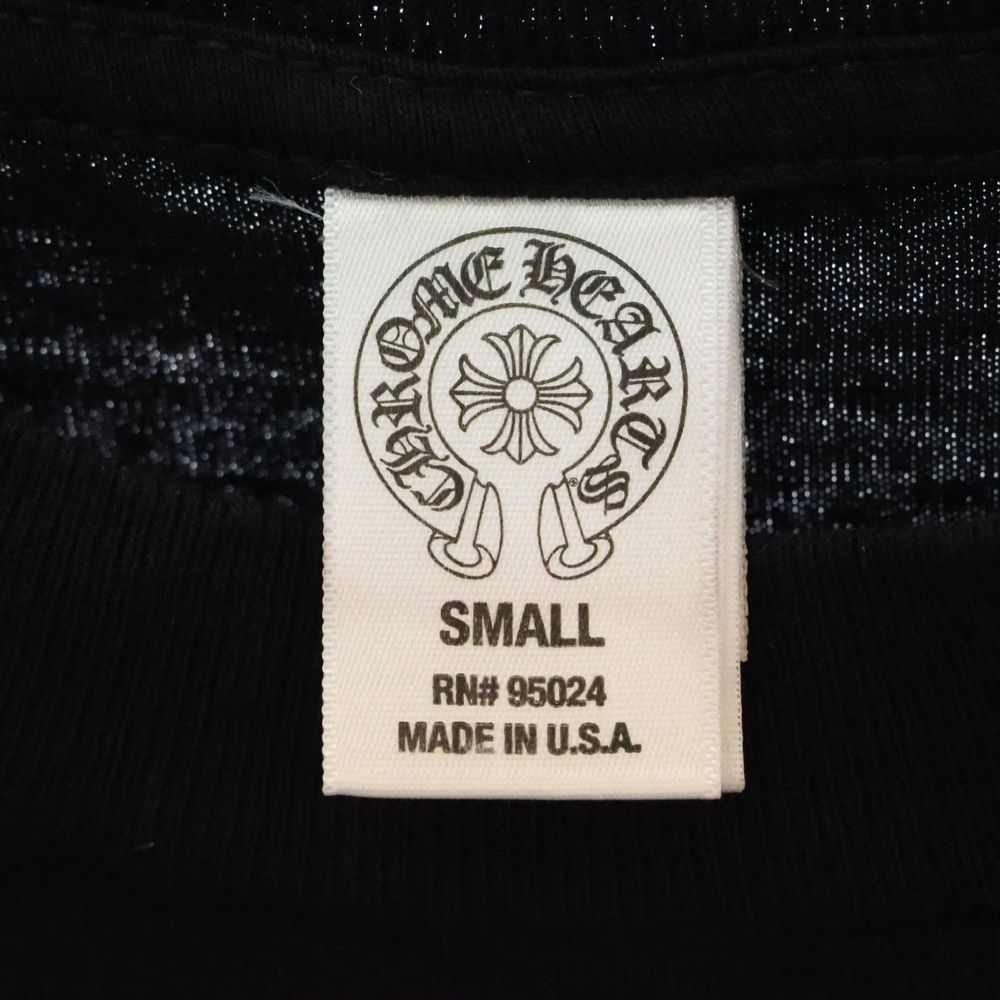 CHROME HEARTS®
SMALL
RN# 95024
MADE IN U.S.A.